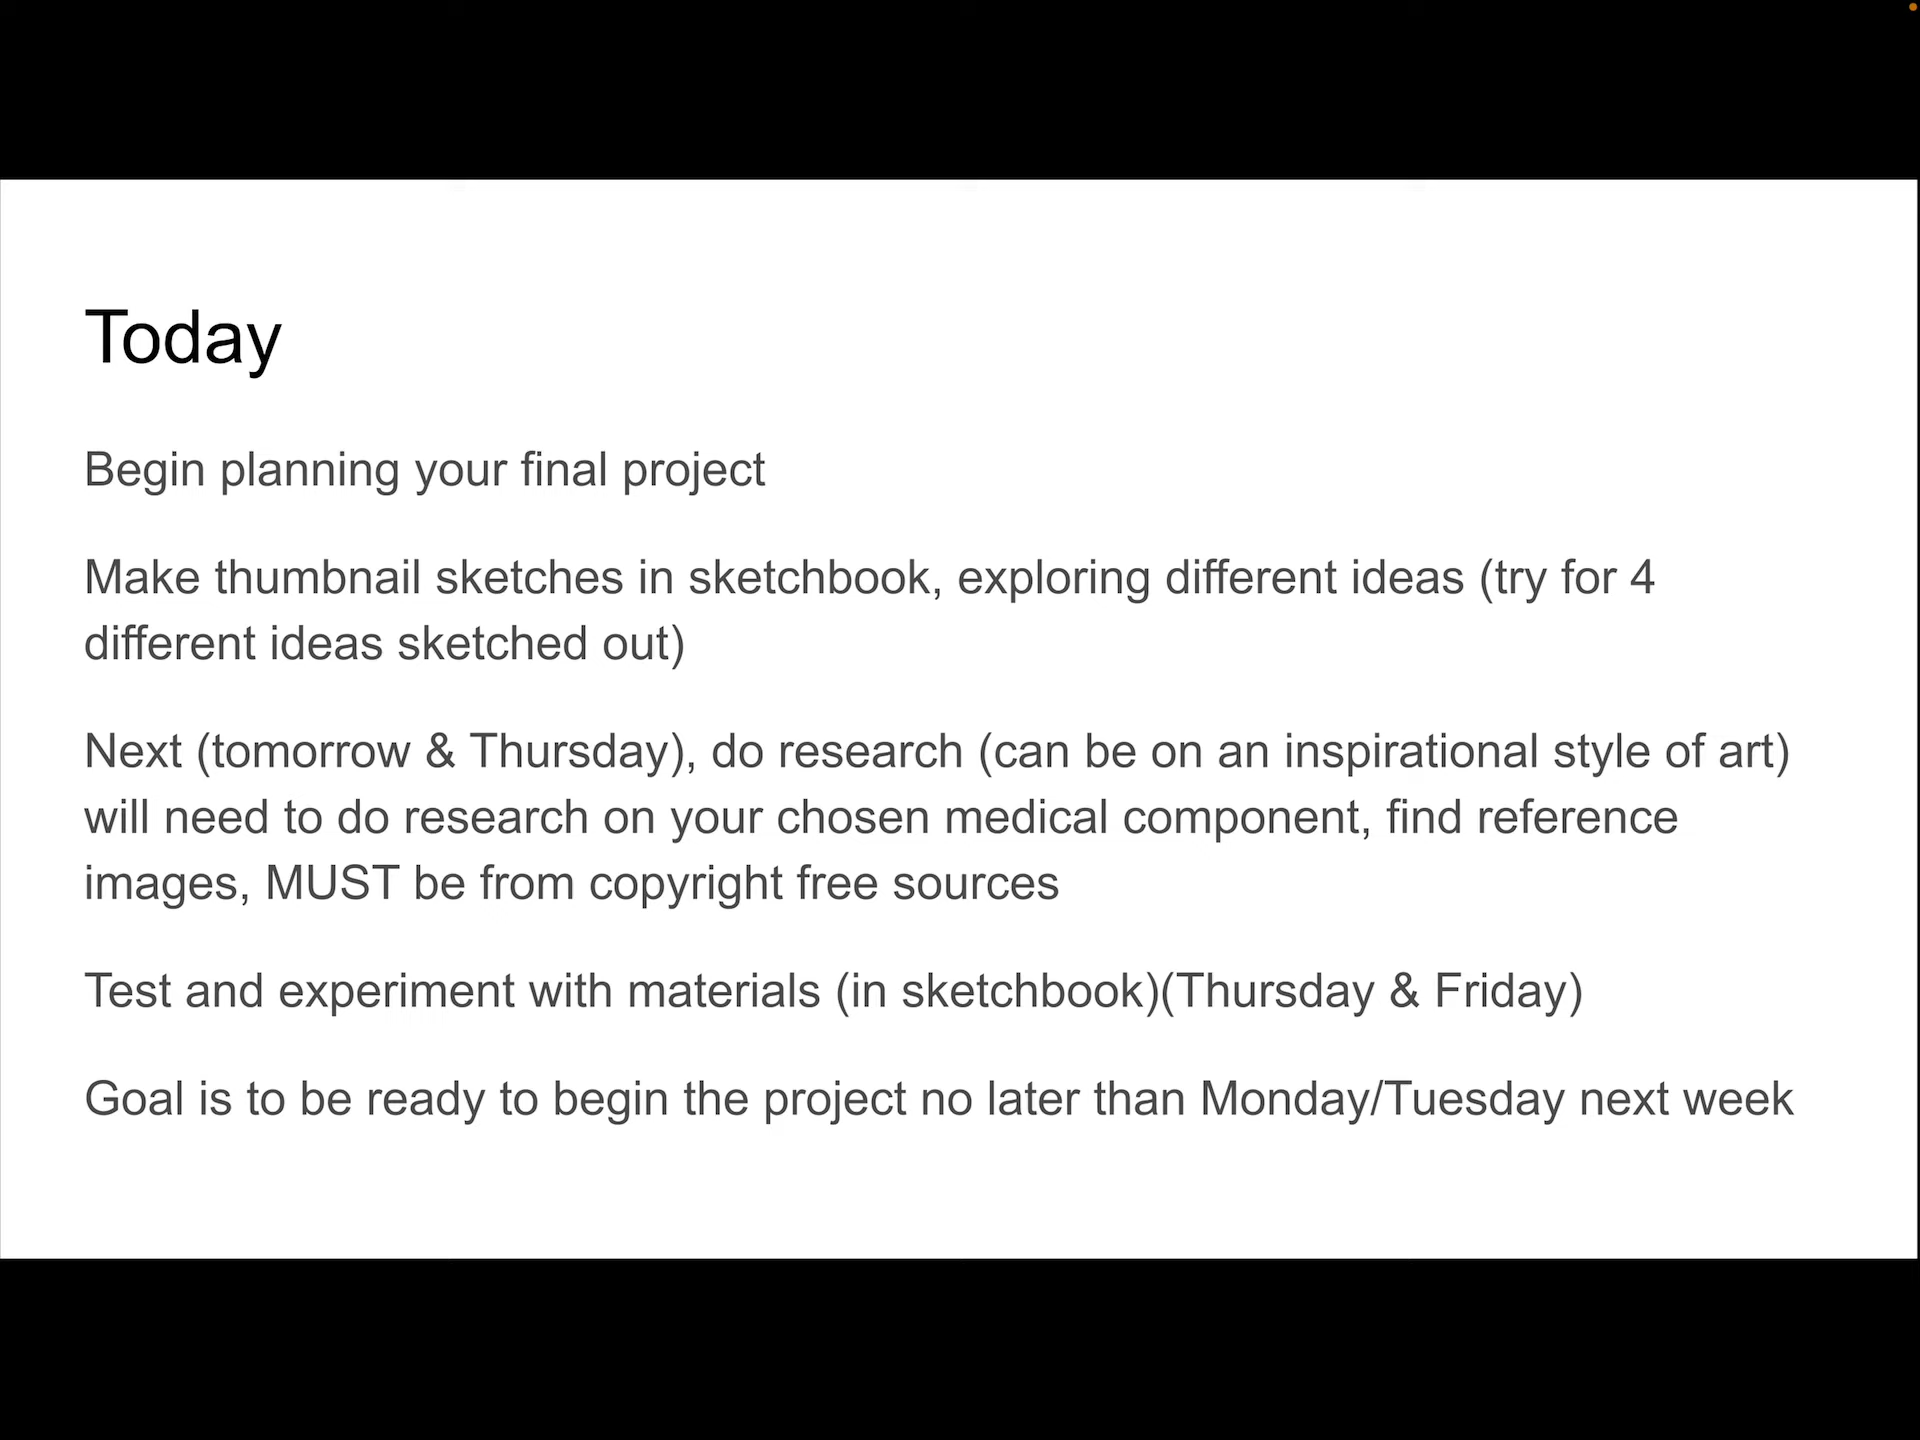 Today
Begin planning your final project
Make thumbnail sketches in sketchbook, exploring different ideas (try for 4
different ideas sketched out)
Next (tomorrow & Thursday), do research (can be on an inspirational style of art)
will need to do research on your chosen medical component, find reference
images, MUST be from copyright free sources
Test and experiment with materials (in sketchbook)(Thursday & Friday)
Goal is to be ready to begin the project no later than Monday/Tuesday next week